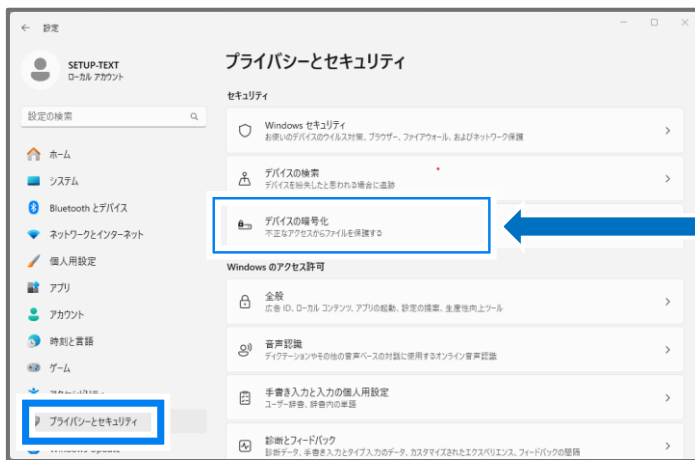 ← 設定
SETUP-TEXT
ローカル アカウント
設定の検索
ホーム
システム
Bluetooth とデバイス
ネットワークとインターネット
個人用設定
アプリ
アカウント
時刻と言語
ゲーム
プライバシーとセキュリティ
プライバシーとセキュリティ
セキュリティ
Windows セキュリティ
お使いのデバイスのウイルス対策、ブラウザー、ファイアウォール、およびネットワーク保護
デバイスの検索
デバイスを紛失したと思われる場合に追跡
デバイスの暗号化
不正なアクセスからファイルを保護する
Windows のアクセス許可
全般
広告 ID、ローカル コンテンツ、アプリの起動、設定の提案、生産性向上ツール
音声認識
ディクテーションやその他の音声ベースの対話に使用するオンライン音声認識
手書き入力と入力の個人用設定
ユーザー辞書、辞書内の単語
診断とフィードバック
診断データ、手書き入力とタイプ入力のデータ、カスタマイズされたエクスペリエンス、フィードバックの間隔